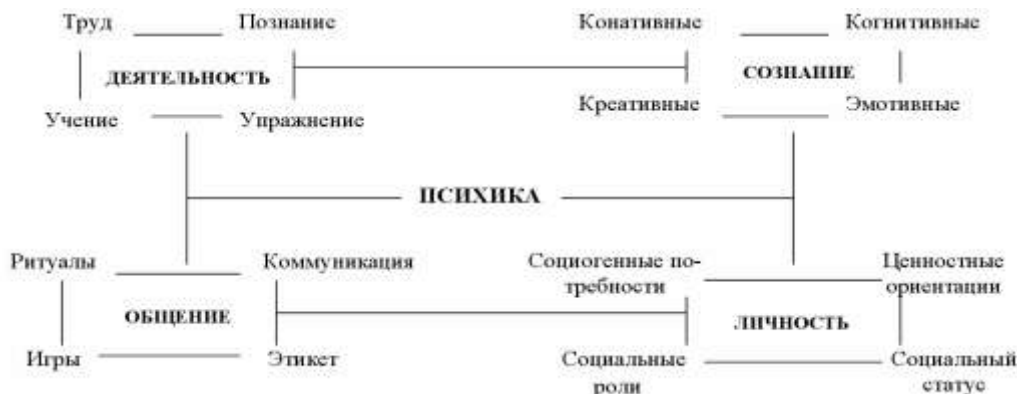 Труд Познание Конативные Когнитивные
ДЕЯТЕЛЬНОСТЬ СОЗНАНИЕ
Учение Упражнение Креативные Эмотивные
ПСИХИКА
Ритуалы Коммуникация Социогенные по- Ценностные
требности ориентации
ОБЩЕНИЕ ЛИЧНОСТЬ
Игры Этикет Социальные Социальный
роли статус